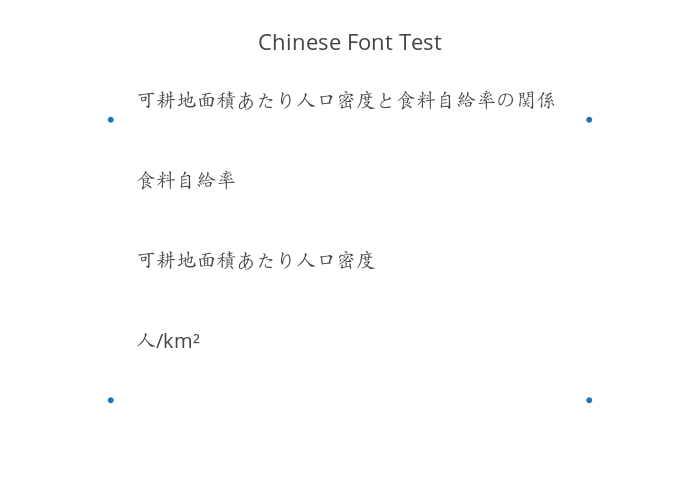 Chinese Font Test
可耕地面積あたり人口密度と食料自給率の関係
食料自給率
可耕地面積あたり人口密度
人/km²